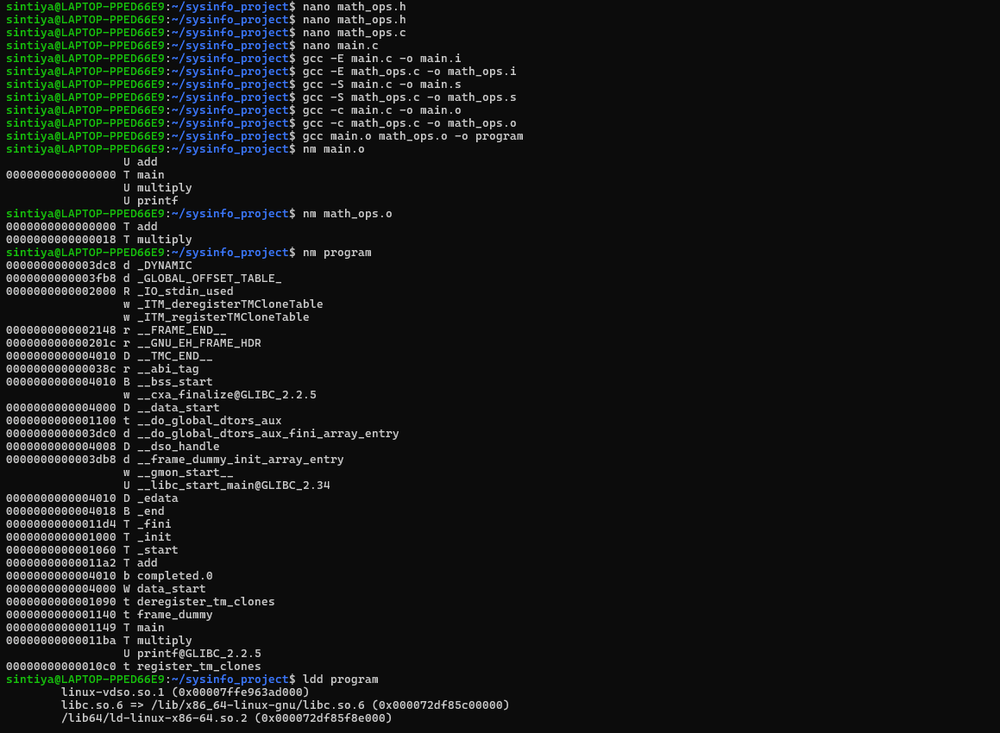 sintiya@LAPTOP-PPED66E9:~/sysinfo_project$ nano math_ops.h
sintiya@LAPTOP-PPED66E9:~/sysinfo_project$ nano math_ops.h
sintiya@LAPTOP-PPED66E9:~/sysinfo_project$ nano math_ops.c
sintiya@LAPTOP-PPED66E9:~/sysinfo_project$ nano main.c
sintiya@LAPTOP-PPED66E9:~/sysinfo_project$ gcc -E main.c -o main.i
sintiya@LAPTOP-PPED66E9:~/sysinfo_project$ gcc -E math_ops.c -o math_ops.i
sintiya@LAPTOP-PPED66E9:~/sysinfo_project$ gcc -S main.c -o main.s
sintiya@LAPTOP-PPED66E9:~/sysinfo_project$ gcc -S math_ops.c -o math_ops.s
sintiya@LAPTOP-PPED66E9:~/sysinfo_project$ gcc -c main.c -o main.o
sintiya@LAPTOP-PPED66E9:~/sysinfo_project$ gcc -c math_ops.c -o math_ops.o
sintiya@LAPTOP-PPED66E9:~/sysinfo_project$ gcc main.o math_ops.o -o program
sintiya@LAPTOP-PPED66E9:~/sysinfo_project$ nm main.o
                 U add
0000000000000000 T main
                 U multiply
                 U printf
sintiya@LAPTOP-PPED66E9:~/sysinfo_project$ nm math_ops.o
0000000000000000 T add
0000000000000018 T multiply
sintiya@LAPTOP-PPED66E9:~/sysinfo_project$ nm program
0000000000003dc8 d _DYNAMIC
0000000000003fb8 d _GLOBAL_OFFSET_TABLE_
0000000000002000 R _IO_stdin_used
                 w _ITM_deregisterTMCloneTable
                 w _ITM_registerTMCloneTable
0000000000002148 r __FRAME_END__
000000000000201c r __GNU_EH_FRAME_HDR
0000000000004010 D __TMC_END__
000000000000038c r __abi_tag
0000000000004010 B __bss_start
                 w __cxa_finalize@GLIBC_2.2.5
0000000000004000 D __data_start
0000000000001100 t __do_global_dtors_aux
0000000000003dc0 d __do_global_dtors_aux_fini_array_entry
0000000000004008 D __dso_handle
0000000000003db8 d __frame_dummy_init_array_entry
                 w __gmon_start__
                 U __libc_start_main@GLIBC_2.34
0000000000004010 D _edata
0000000000004018 B _end
00000000000011d4 T _fini
0000000000001000 T _init
0000000000001060 T _start
00000000000011a2 T add
0000000000004010 b completed.0
0000000000004000 W data_start
0000000000001090 t deregister_tm_clones
0000000000001140 t frame_dummy
0000000000001149 T main
00000000000011ba T multiply
                 U printf@GLIBC_2.2.5
00000000000010c0 t register_tm_clones
sintiya@LAPTOP-PPED66E9:~/sysinfo_project$ ldd program
        linux-vdso.so.1 (0x00007ffe963ad000)
        libc.so.6 => /lib/x86_64-linux-gnu/libc.so.6 (0x000072df85c00000)
        /lib64/ld-linux-x86-64.so.2 (0x000072df85f8e000)